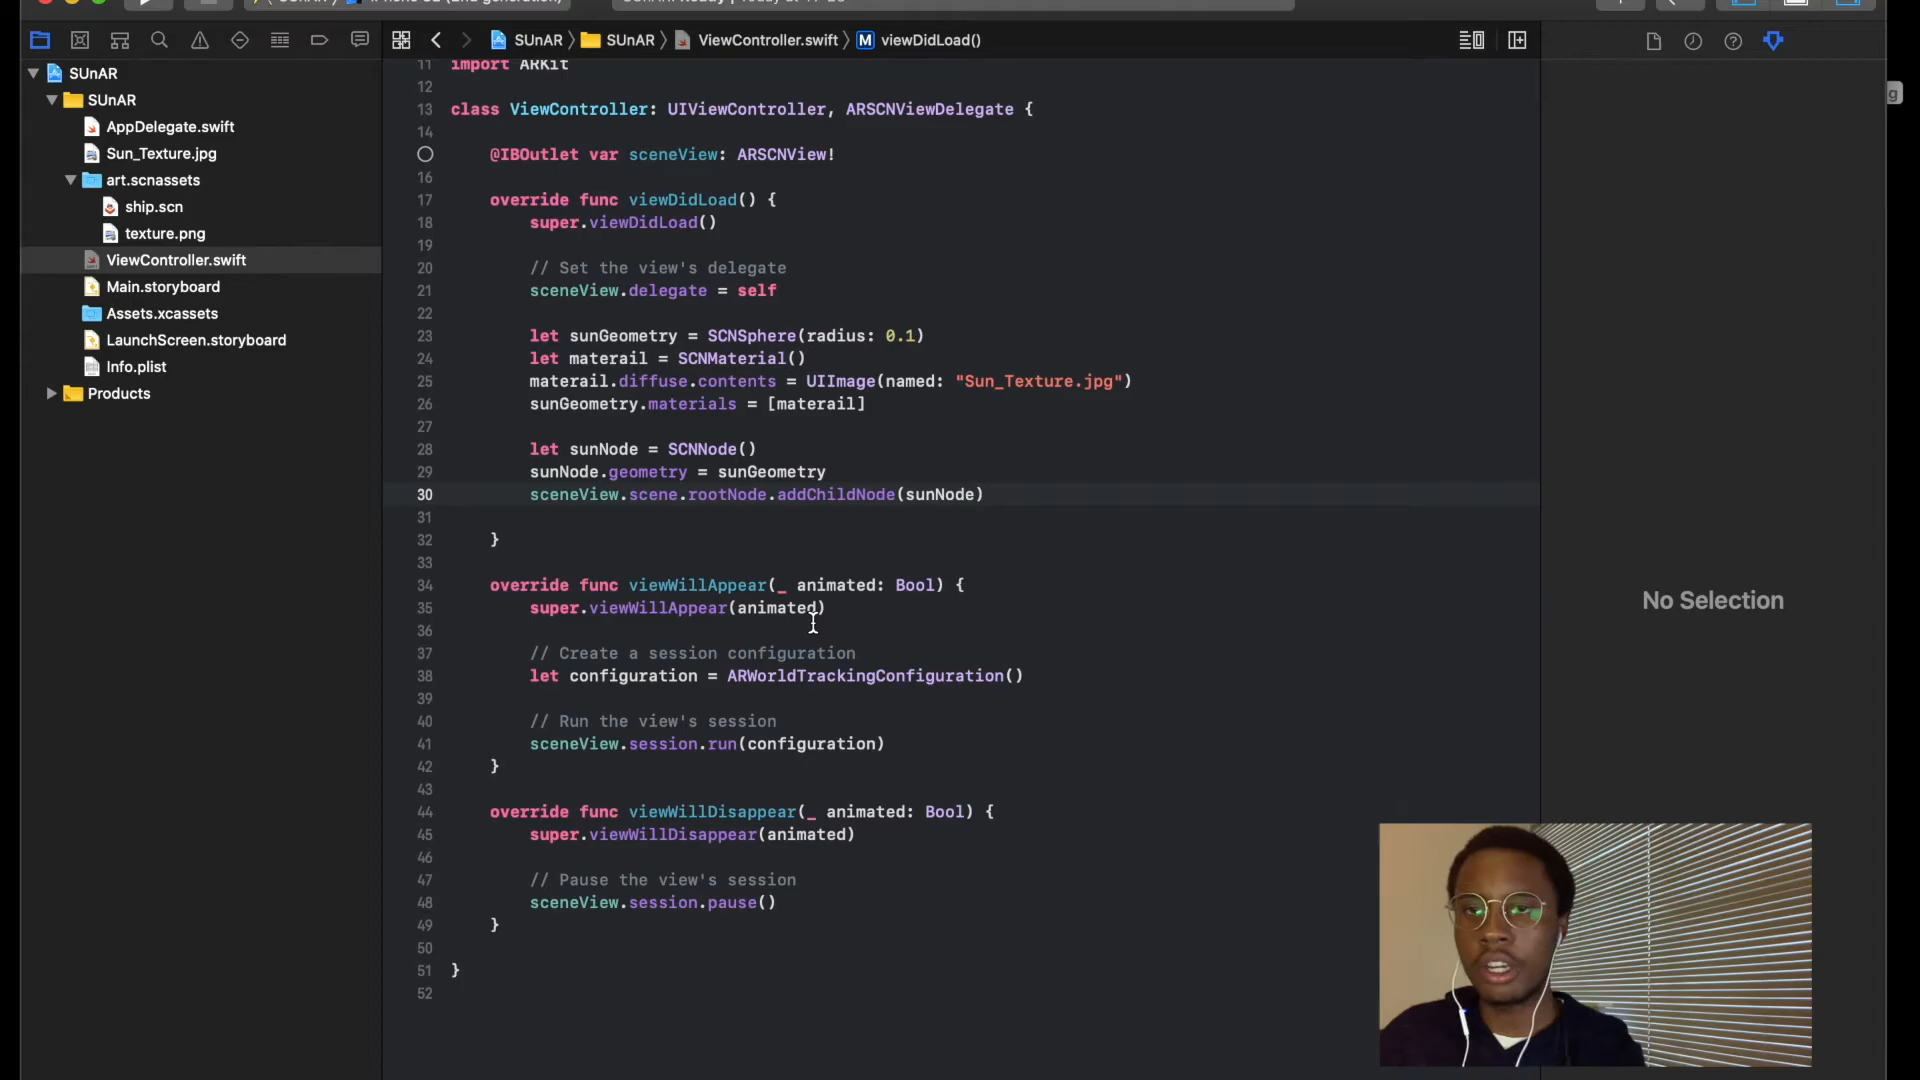 SUnAR SUnAR ViewController.swift M viewDidLoad()
SUnAR
SUnAR
AppDelegate.swift
Sun_Texture.jpg
art.scnassets
ship.scn
texture.png
ViewController.swift
Main.storyboard
Assets.xcassets
LaunchScreen.storyboard
Info.plist
Products
11 import ARKit
12
13 class ViewController: UIViewController, ARSCNViewDelegate {
14
@IBOutlet var sceneView: ARSCNView!
16
17 override func viewDidLoad() {
18 super.viewDidLoad()
19
20 // Set the view's delegate
21 sceneView.delegate = self
22
23 let sunGeometry = SCNSphere(radius: 0.1)
24 let materail = SCNMaterial()
25 materail.diffuse.contents = UIImage(named: "Sun_Texture.jpg")
26 sunGeometry.materials = [materail]
27
28 let sunNode = SCNNode()
29 sunNode.geometry = sunGeometry
30 sceneView.scene.rootNode.addChildNode(sunNode)
31
32 }
33
34 override func viewWillAppear(_ animated: Bool) {
35 super.viewWillAppear(animated)
36
37 // Create a session configuration
38 let configuration = ARWorldTrackingConfiguration()
39
40 // Run the view's session
41 sceneView.session.run(configuration)
42 }
43
44 override func viewWillDisappear(_ animated: Bool) {
45 super.viewWillDisappear(animated)
46
47 // Pause the view's session
48 sceneView.session.pause()
49 }
50
51 }
52
No Selection
g